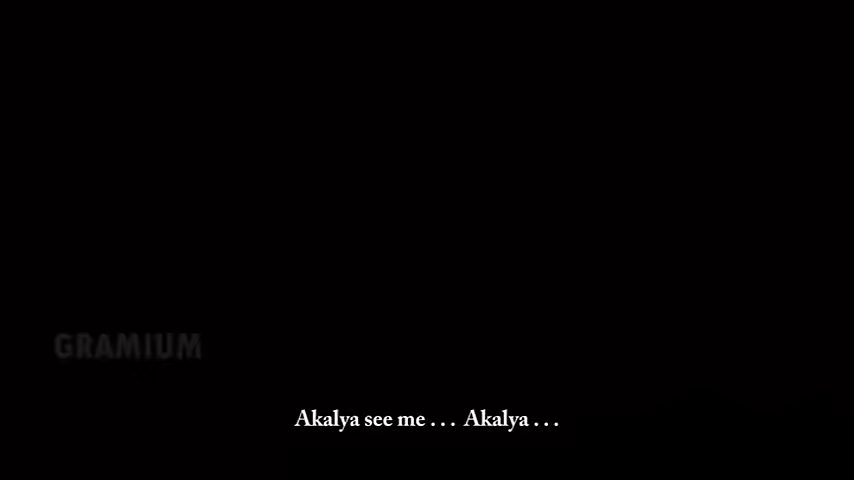 GRAMIUM
Akalya see me . . . Akalya . . .